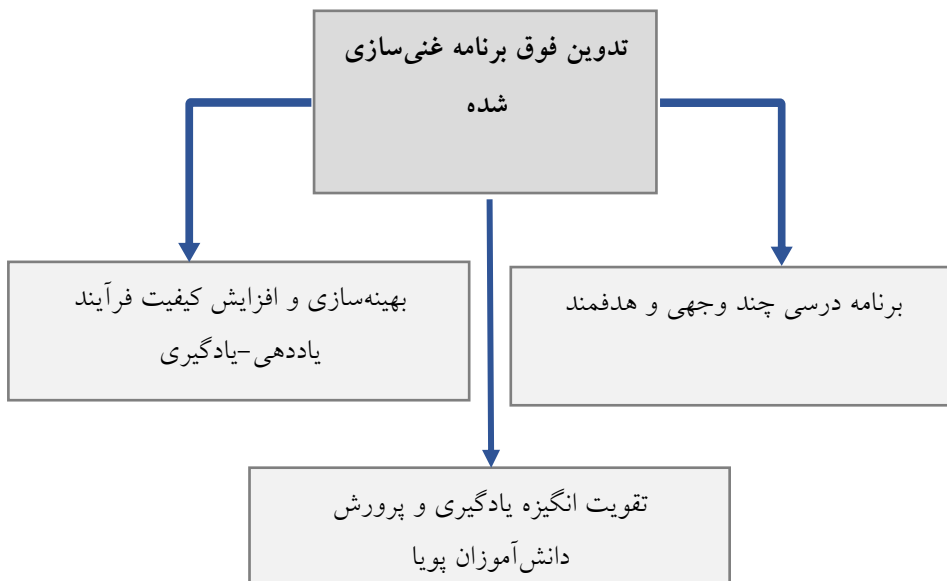 تدوین فوق برنامه غنی‌سازی
شده
برنامه درسی چند وجهی و هدفمند
بهینه‌سازی و افزایش کیفیت فرآیند
یاددهی-یادگیری
تقویت انگیزه یادگیری و پرورش
دانش‌آموزان پویا